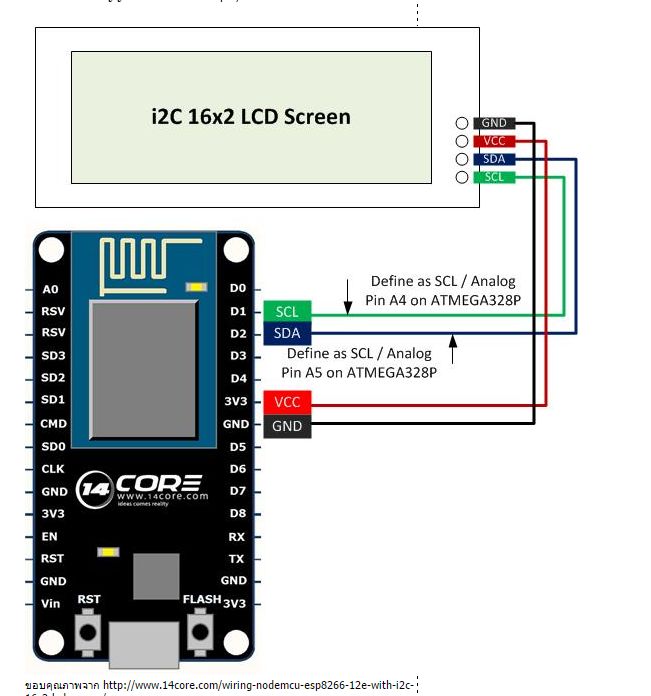 i2C 16x2 LCD Screen
GND
VCC
SDA
SCL
Define as SCL / Analog
Pin A4 on ATMEGA328P
SCL
SDA
Define as SCL / Analog
Pin A5 on ATMEGA328P
VCC
GND
A0
RSV
RSV
SD3
SD2
SD1
CMD
SD0
CLK
GND
3V3
EN
RST
GND
Vin
D0
D1
D2
D3
D4
3V3
GND
D5
D6
D7
D8
RX
TX
GND
3V3
14 CORE
www.14core.com
ideas comes reality
RST
FLASH
ขอบคุณภาพจาก http://www.14core.com/wiring-nodemcu-esp8266-12e-with-i2c-